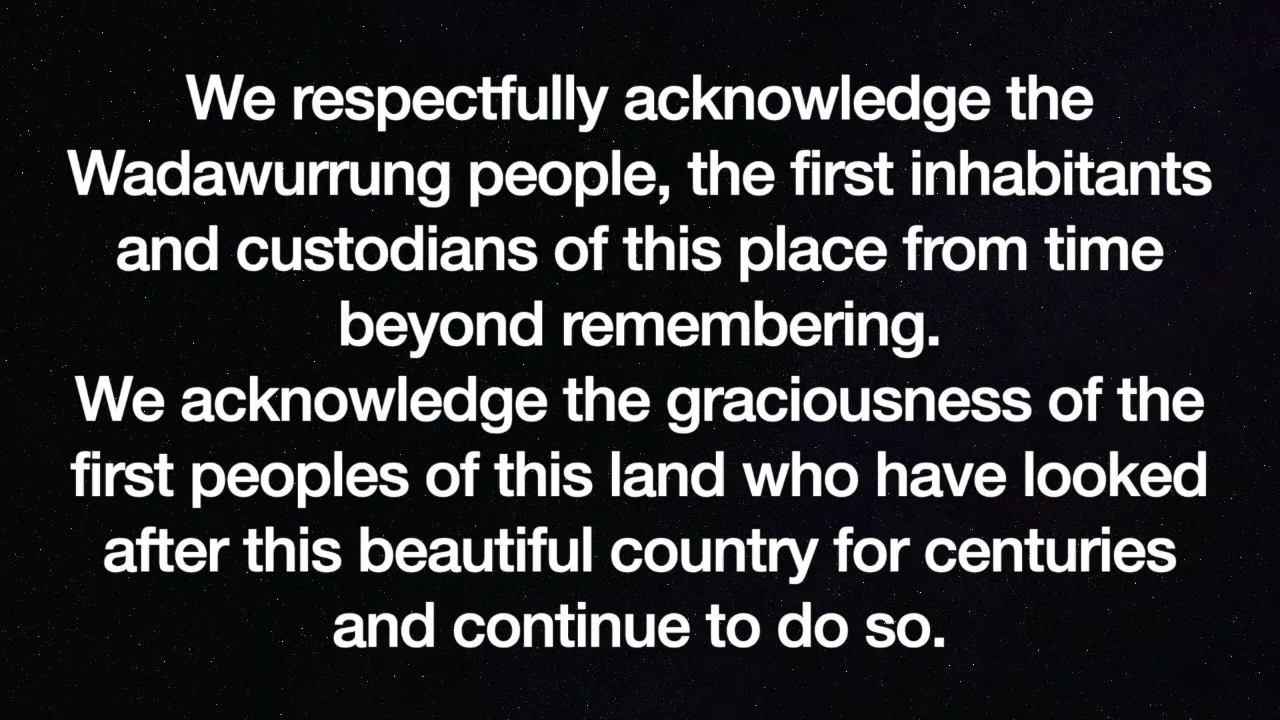 We respectfully acknowledge the
Wadawurrung people, the first inhabitants
and custodians of this place from time
beyond remembering.
We acknowledge the graciousness of the
first peoples of this land who have looked
after this beautiful country for centuries
and continue to do so.